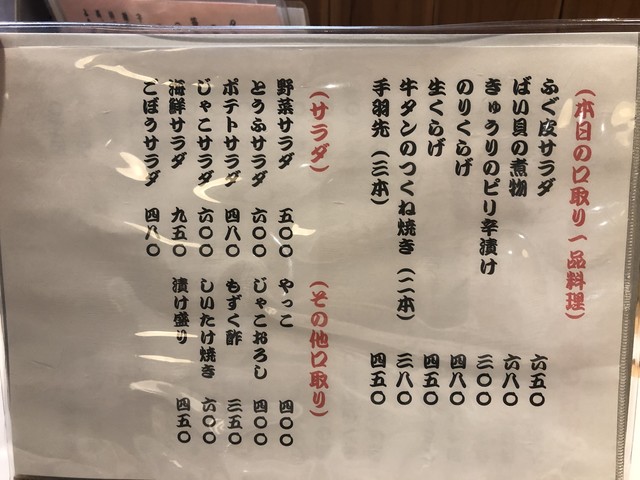 (本日の口取り一品料理)
ふぐ皮サラダ 六五〇
ばい貝の煮物 六八〇
きゅうりのピリ辛漬け 三〇〇
のりくらげ 四八〇
生くらげ 四五〇
牛タンのつくね焼き(二本) 三八〇
手羽先(三本) 四五〇
(サラダ)
野菜サラダ 五〇〇
とうふサラダ 六〇〇
ポテトサラダ 四八〇
じゃこサラダ 六〇〇
海鮮サラダ 九五〇
ごぼうサラダ 四八〇
(その他口取り)
やっこ 四〇〇
じゃこおろし 四〇〇
もずく酢 三五〇
しいたけ焼き 六〇〇
漬け盛り 四五〇